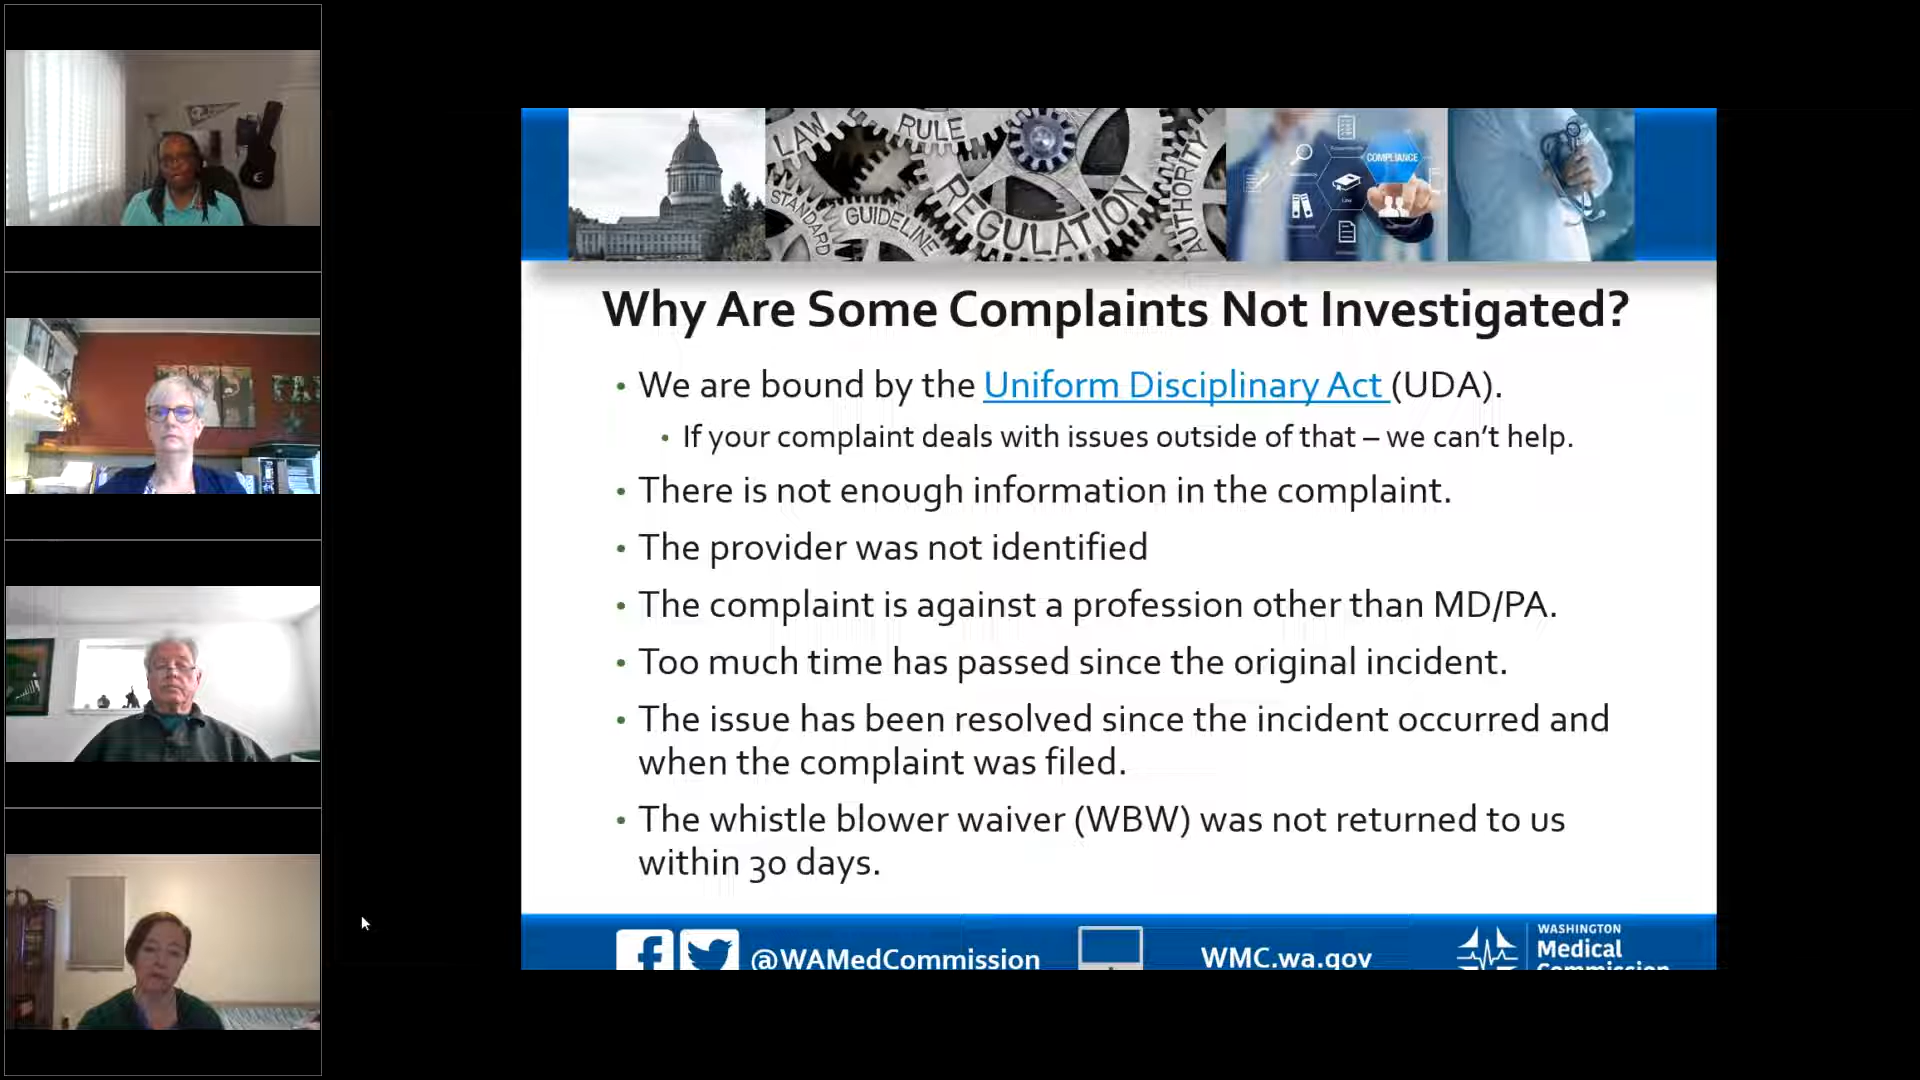 LAW
RULE
STANDARD
GUIDELINE
REGULATION
AUTHORITY
COMPLIANCE
Law
Why Are Some Complaints Not Investigated?
• We are bound by the Uniform Disciplinary Act (UDA).
• If your complaint deals with issues outside of that – we can't help.
• There is not enough information in the complaint.
• The provider was not identified
• The complaint is against a profession other than MD/PA.
• Too much time has passed since the original incident.
• The issue has been resolved since the incident occurred and
when the complaint was filed.
• The whistle blower waiver (WBW) was not returned to us
within 30 days.
@WAMedCommission
WMC.wa.gov
WASHINGTON
Medical
Commission